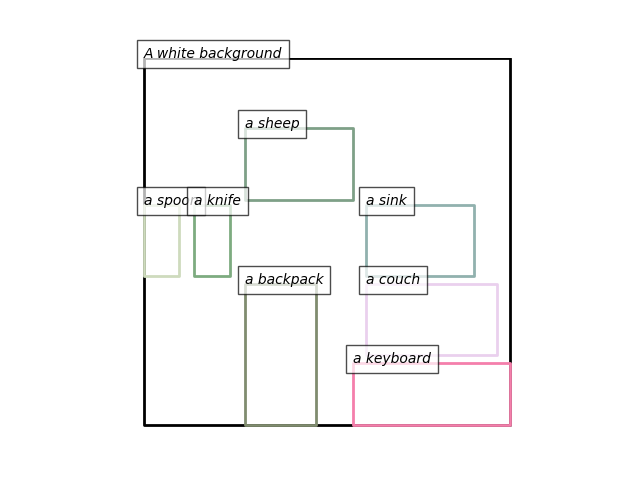 A white background
a sheep
a spoon a knife
a sink
a backpack
a couch
a keyboard